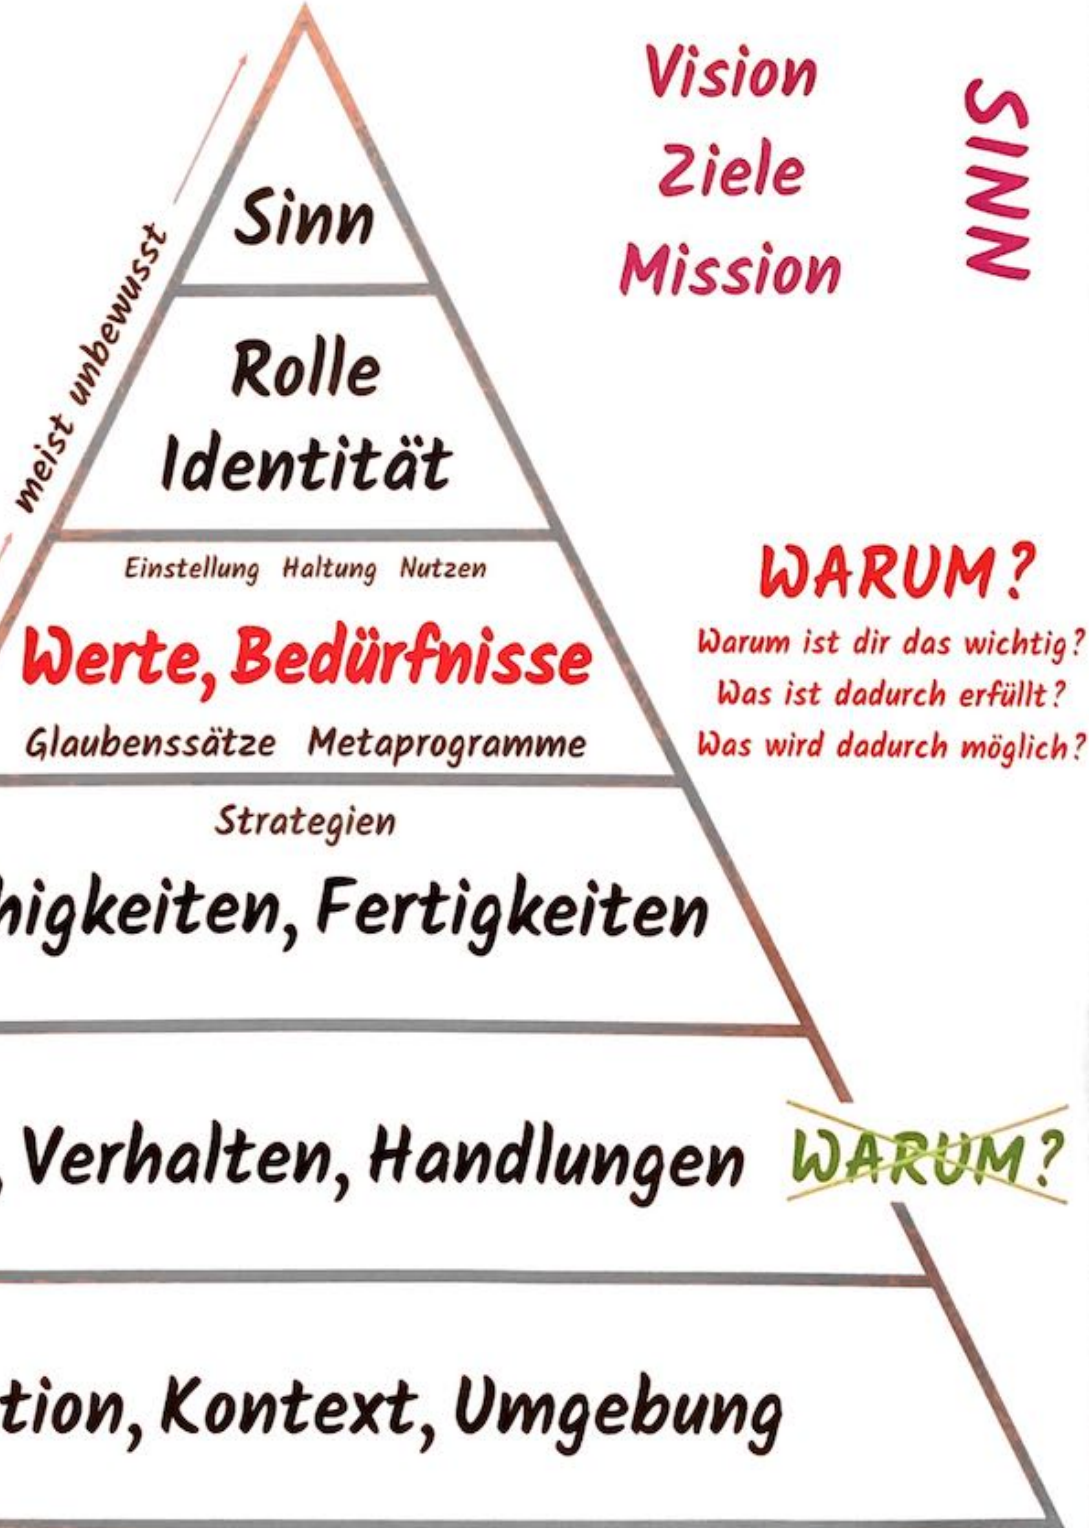 Vision
Ziele
Mission
SINN
Sinn
meist unbewusst
Rolle
Identität
Einstellung Haltung Nutzen
Werte, Bedürfnisse
Glaubenssätze Metaprogramme
WARUM?
Warum ist dir das wichtig?
Was ist dadurch erfüllt?
Was wird dadurch möglich?
Strategien
higkeiten, Fertigkeiten
, Verhalten, Handlungen
WARUM?
tion, Kontext, Umgebung